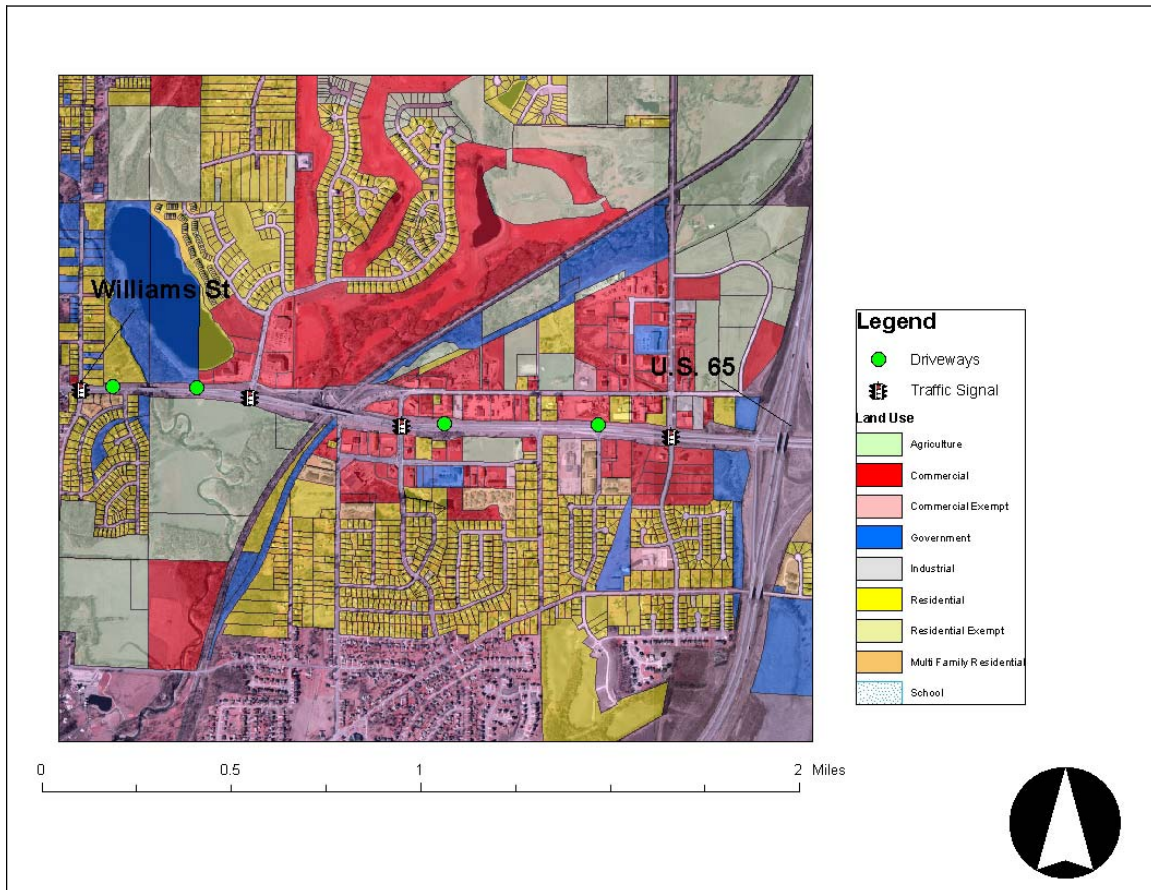 Williams St
U.S. 65
Legend
Driveways
Traffic Signal
Land Use
Agriculture
Commercial
Commercial Exempt
Government
Industrial
Residential
Residential Exempt
Multi Family Residential
School
0 0.5 1 2 Miles